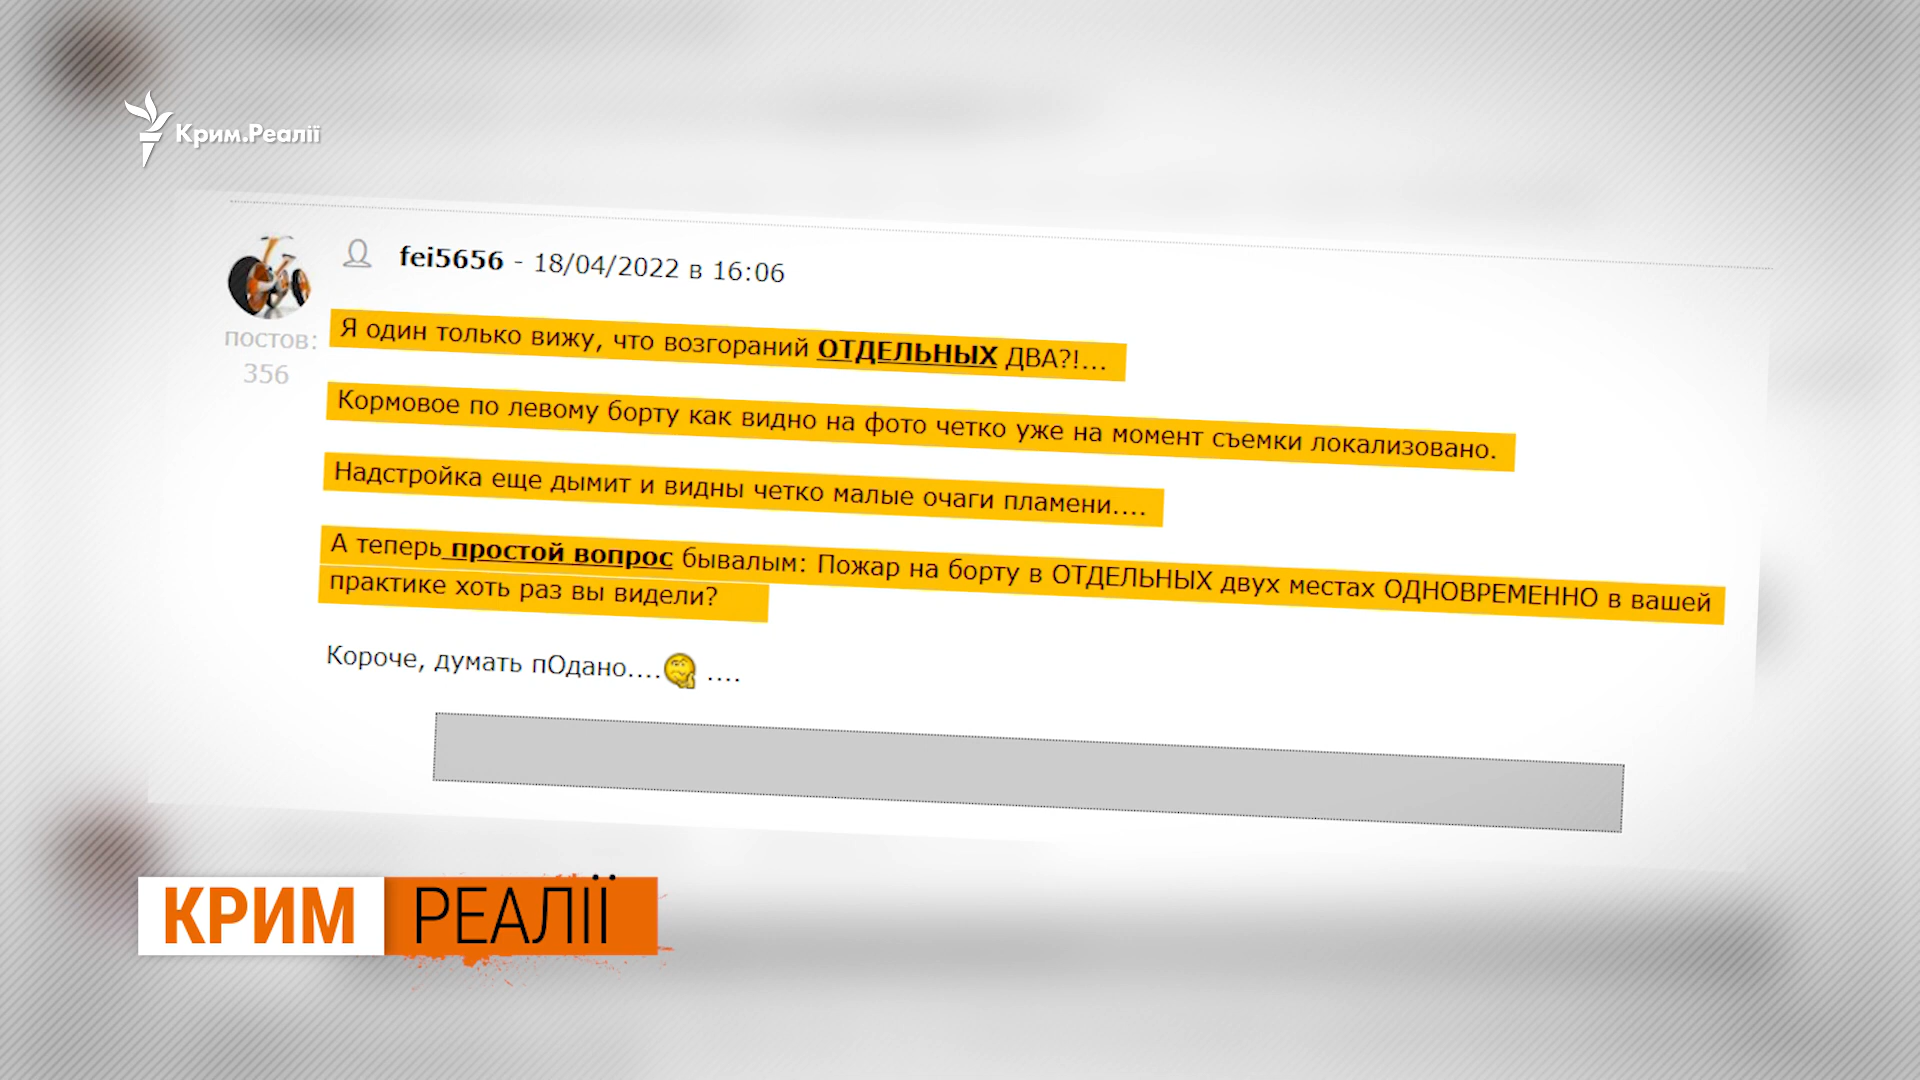 Крим.Реалії
fei5656 - 18/04/2022 в 16:06
постов:
356
Я один только вижу, что возгораний ОТДЕЛЬНЫХ ДВА?!...
Кормовое по левому борту как видно на фото четко уже на момент съемки локализовано.
Надстройка еще дымит и видны четко малые очаги пламени....
А теперь простой вопрос бывалым: Пожар на борту в ОТДЕЛЬНЫХ двух местах ОДНОВРЕМЕННО в вашей
практике хоть раз вы видели?
Короче, думать пОдано.... ....
КРИМ РЕАЛІЇ